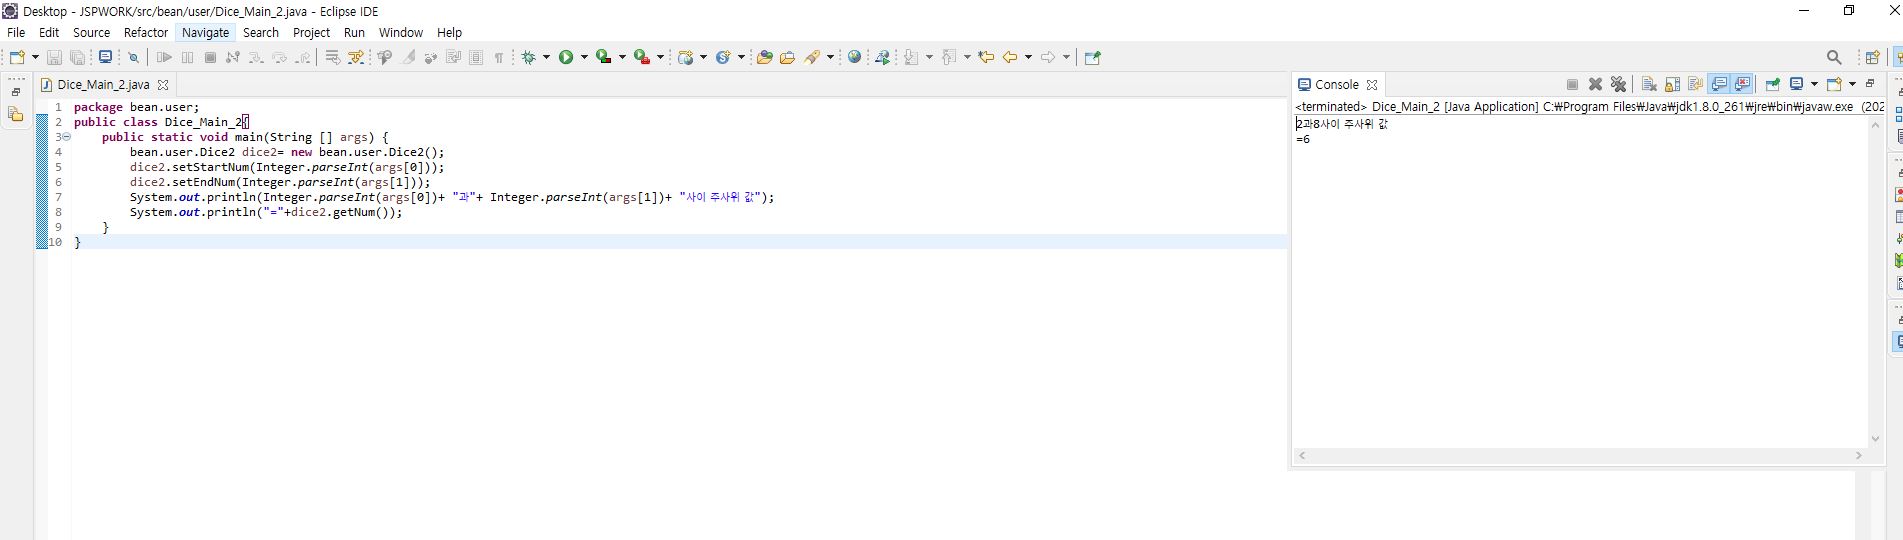 Desktop - JSPWORK/src/bean/user/Dice_Main_2.java - Eclipse IDE
File Edit Source Refactor Navigate Search Project Run Window Help
Dice_Main_2.java
1 package bean.user;
2 public class Dice_Main_2{
3 public static void main(String [] args) {
4 bean.user.Dice2 dice2= new bean.user.Dice2();
5 dice2.setStartNum(Integer.parseInt(args[0]));
6 dice2.setEndNum(Integer.parseInt(args[1]));
7 System.out.println(Integer.parseInt(args[0])+ "과"+ Integer.parseInt(args[1])+ "사이 주사위 값");
8 System.out.println("="+dice2.getNum());
9 }
10 }
Console
<terminated> Dice_Main_2 [Java Application] C:₩Program Files₩Java₩jdk1.8.0_261₩jre₩bin₩javaw.exe (202
2과8사이 주사위 값
=6